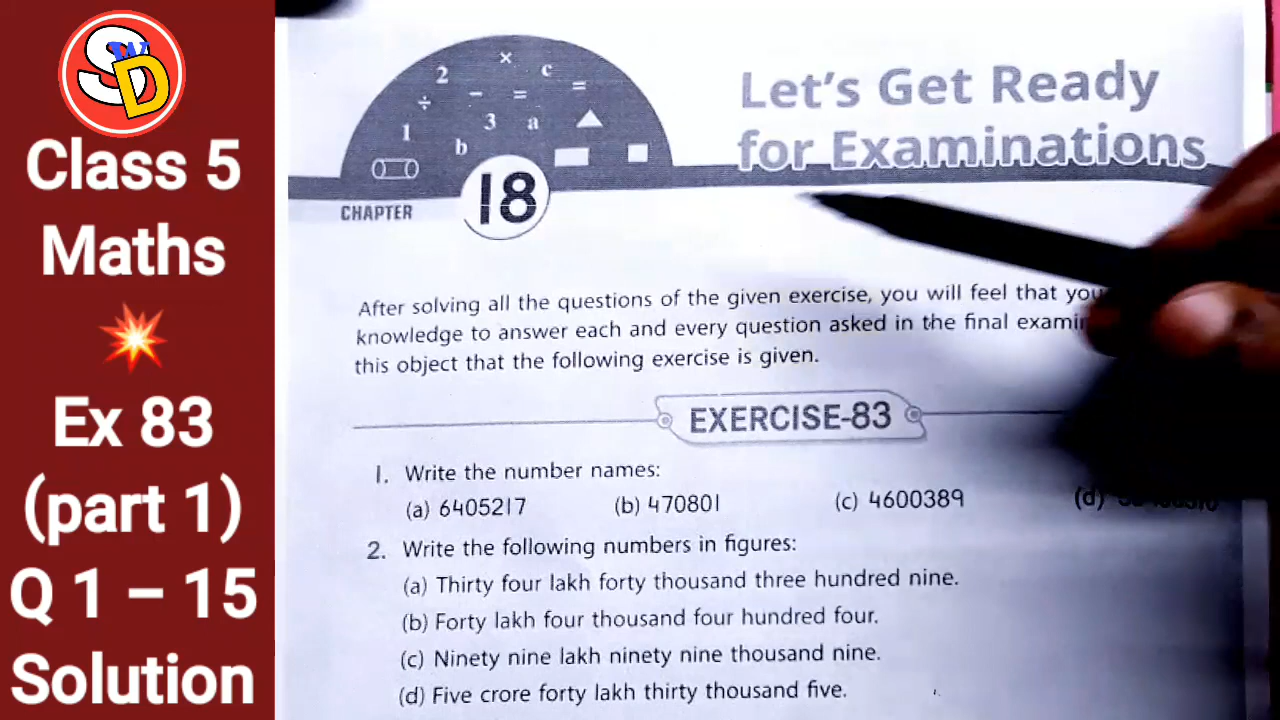 SWD
Class 5
Maths
Ex 83
(part 1)
Q 1 – 15
Solution
2 × c
÷ − = =
1 3 a
b
CHAPTER 18
Let's Get Ready
for Examinations
After solving all the questions of the given exercise, you will feel that you
knowledge to answer each and every question asked in the final
this object that the following exercise is given.
EXERCISE-83
1. Write the number names:
(a) 6405217 (b) 470801 (c) 4600389 (d)
2. Write the following numbers in figures:
(a) Thirty four lakh forty thousand three hundred nine.
(b) Forty lakh four thousand four hundred four.
(c) Ninety nine lakh ninety nine thousand nine.
(d) Five crore forty lakh thirty thousand five.